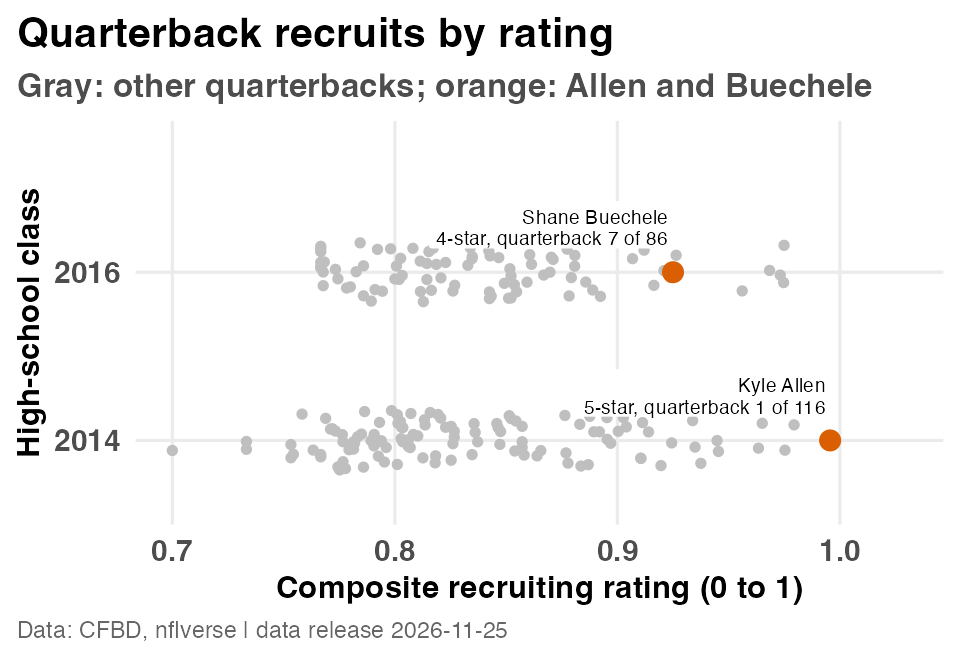 Quarterback recruits by rating
Gray: other quarterbacks; orange: Allen and Buechele
High-school class
Shane Buechele
4-star, quarterback 7 of 86
2016
Kyle Allen
5-star, quarterback 1 of 116
2014
0.7 0.8 0.9 1.0
Composite recruiting rating (0 to 1)
Data: CFBD, nflverse | data release 2026-11-25